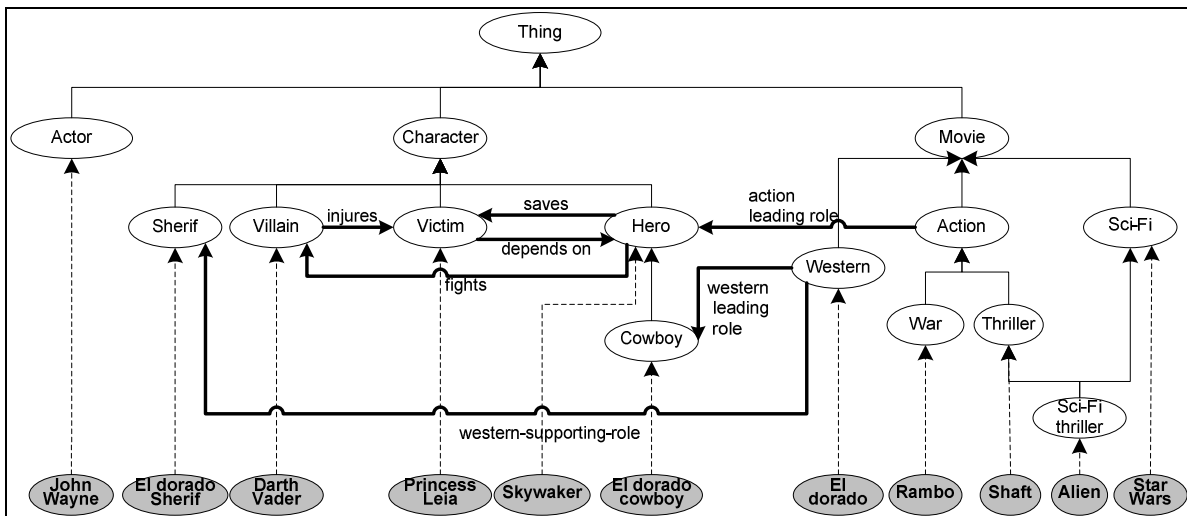 Thing
Actor
Character
Movie
Sherif
Villain
injures
Victim
saves
depends on
Hero
action
leading role
Action
Sci-Fi
fights
Western
western
leading
role
Cowboy
War
Thriller
Sci-Fi
thriller
western-supporting-role
John
Wayne
El dorado
Sherif
Darth
Vader
Princess
Leia
Skywaker
El dorado
cowboy
El
dorado
Rambo
Shaft
Alien
Star
Wars